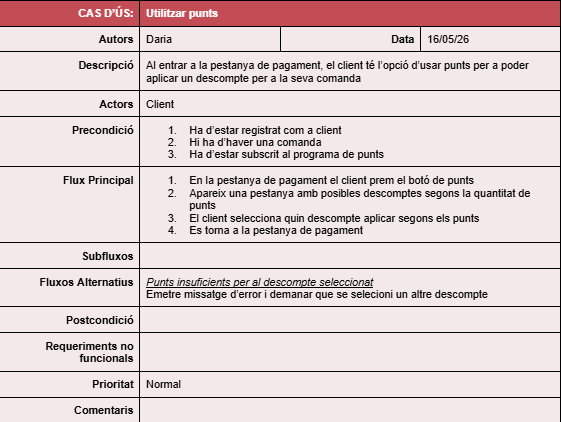 CAS D'ÚS: Utilitzar punts
Autors Daria Data 16/05/26
Descripció Al entrar a la pestanya de pagament, el client té l'opció d'usar punts per a poder
aplicar un descompte per a la seva comanda
Actors Client
Precondició 1. Ha d'estar registrat com a client
2. Hi ha d'haver una comanda
3. Ha d'estar subscrit al programa de punts
Flux Principal 1. En la pestanya de pagament el client prem el botó de punts
2. Apareix una pestanya amb posibles descomptes segons la quantitat de
punts
3. El client selecciona quin descompte aplicar segons els punts
4. Es torna a la pestanya de pagament
Subfluxos
Fluxos Alternatius Punts insuficients per al descompte seleccionat
Emetre missatge d'error i demanar que se selecioni un altre descompte
Postcondició
Requeriments no
funcionals
Prioritat Normal
Comentaris